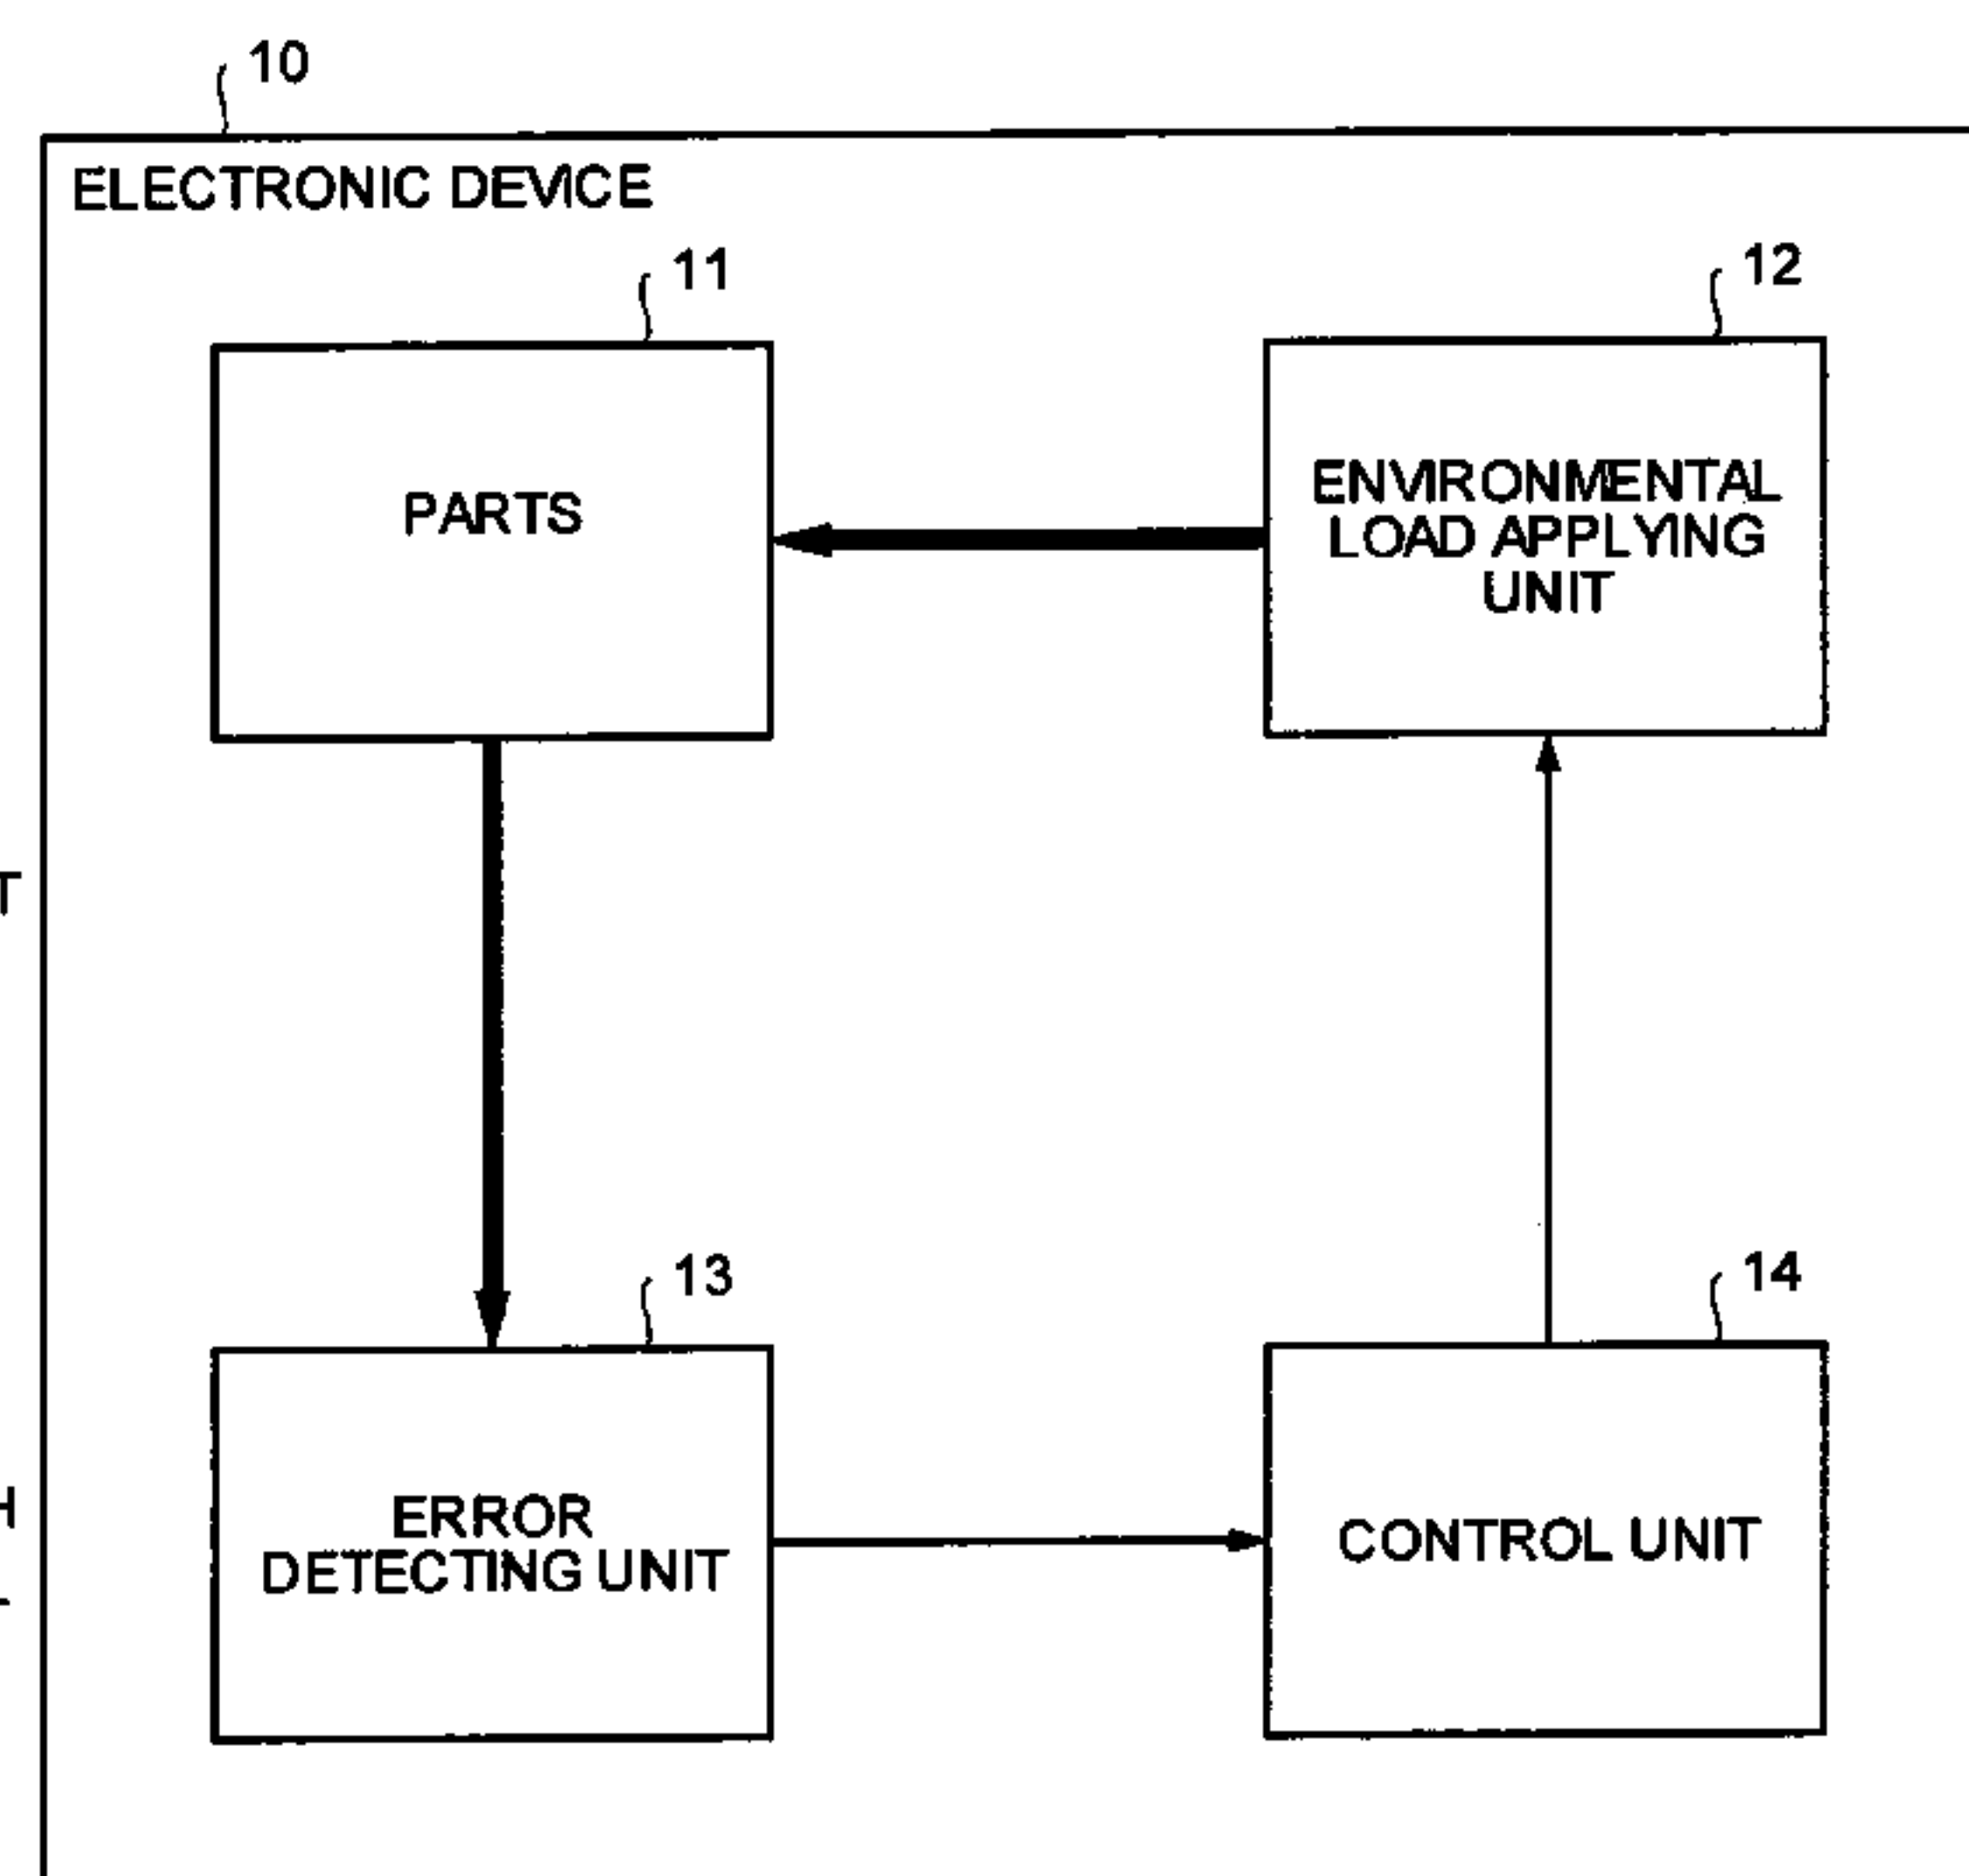 10
ELECTRONIC DEVICE
11
12
PARTS
ENVIRONMENTAL
LOAD APPLYING
UNIT
T
13
14
H
ERROR
DETECTING UNIT
CONTROL UNIT